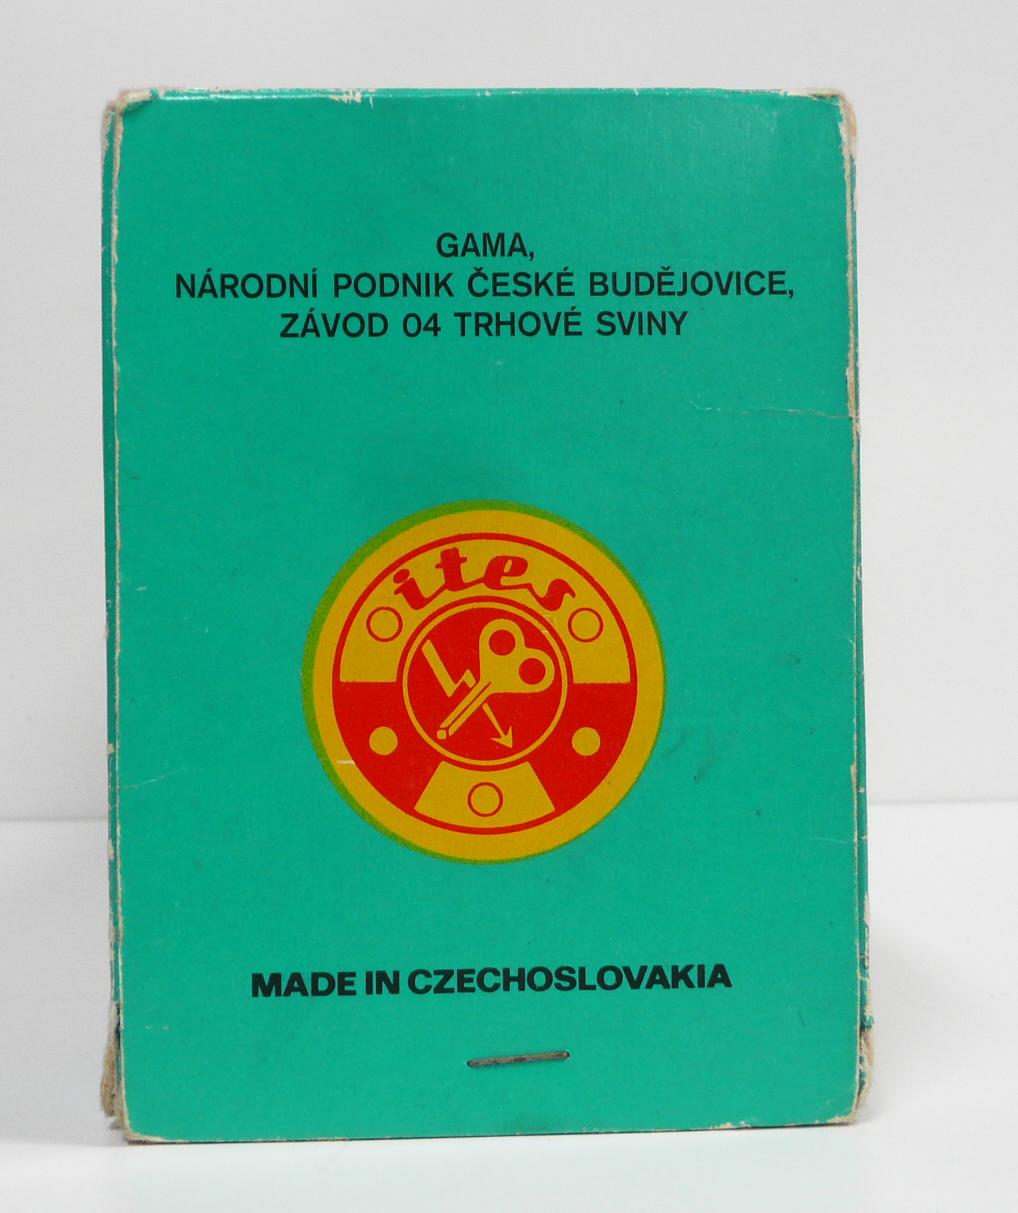 GAMA,
NÁRODNÍ PODNIK ČESKÉ BUDĚJOVICE,
ZÁVOD 04 TRHOVÉ SVINY
ites
MADE IN CZECHOSLOVAKIA